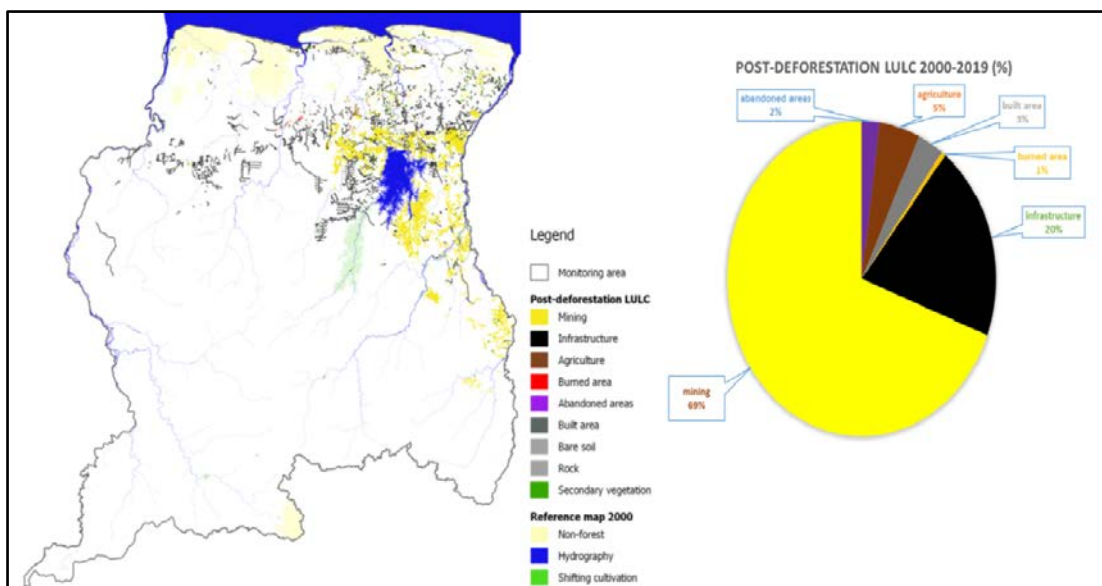 POST-DEFORESTATION LULC 2000-2019 (%)
abandoned areas
2%
agriculture
5%
built area
3%
burned area
1%
infrastructure
20%
mining
69%
Legend
Monitoring area
Post-deforestation LULC
Mining
Infrastructure
Agriculture
Burned area
Abandoned areas
Built area
Bare soil
Rock
Secondary vegetation
Reference map 2000
Non-forest
Hydrography
Shifting cultivation